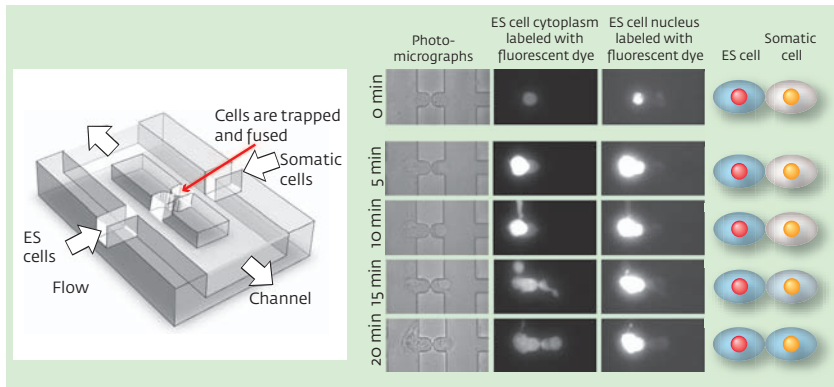 Cells are trapped
and fused
Somatic
cells
ES
cells
Flow
Channel
Photo-
micrographs
ES cell cytoplasm
labeled with
fluorescent dye
ES cell nucleus
labeled with
fluorescent dye
ES cell
Somatic
cell
0 min
5 min
10 min
15 min
20 min